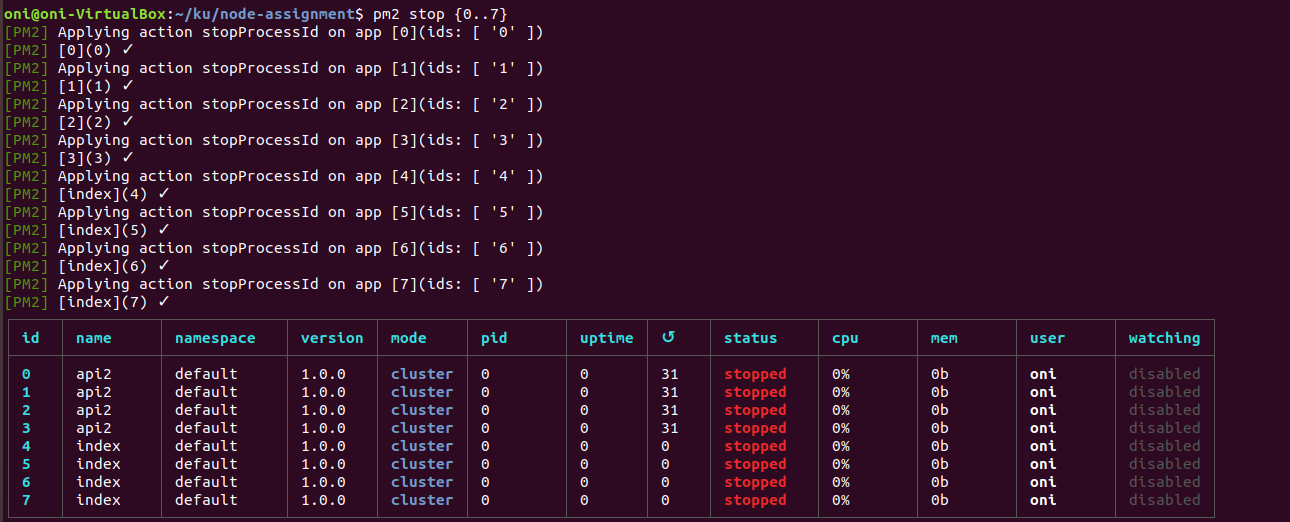 oni@oni-VirtualBox:~/ku/node-assignment$ pm2 stop {0..7}
[PM2] Applying action stopProcessId on app [0](ids: [ '0' ])
[PM2] [0](0) ✓
[PM2] Applying action stopProcessId on app [1](ids: [ '1' ])
[PM2] [1](1) ✓
[PM2] Applying action stopProcessId on app [2](ids: [ '2' ])
[PM2] [2](2) ✓
[PM2] Applying action stopProcessId on app [3](ids: [ '3' ])
[PM2] [3](3) ✓
[PM2] Applying action stopProcessId on app [4](ids: [ '4' ])
[PM2] [index](4) ✓
[PM2] Applying action stopProcessId on app [5](ids: [ '5' ])
[PM2] [index](5) ✓
[PM2] Applying action stopProcessId on app [6](ids: [ '6' ])
[PM2] [index](6) ✓
[PM2] Applying action stopProcessId on app [7](ids: [ '7' ])
[PM2] [index](7) ✓
id name namespace version mode pid uptime ↺ status cpu mem user watching
0 api2 default 1.0.0 cluster 0 0 31 stopped 0% 0b oni disabled
1 api2 default 1.0.0 cluster 0 0 31 stopped 0% 0b oni disabled
2 api2 default 1.0.0 cluster 0 0 31 stopped 0% 0b oni disabled
3 api2 default 1.0.0 cluster 0 0 31 stopped 0% 0b oni disabled
4 index default 1.0.0 cluster 0 0 0 stopped 0% 0b oni disabled
5 index default 1.0.0 cluster 0 0 0 stopped 0% 0b oni disabled
6 index default 1.0.0 cluster 0 0 0 stopped 0% 0b oni disabled
7 index default 1.0.0 cluster 0 0 0 stopped 0% 0b oni disabled